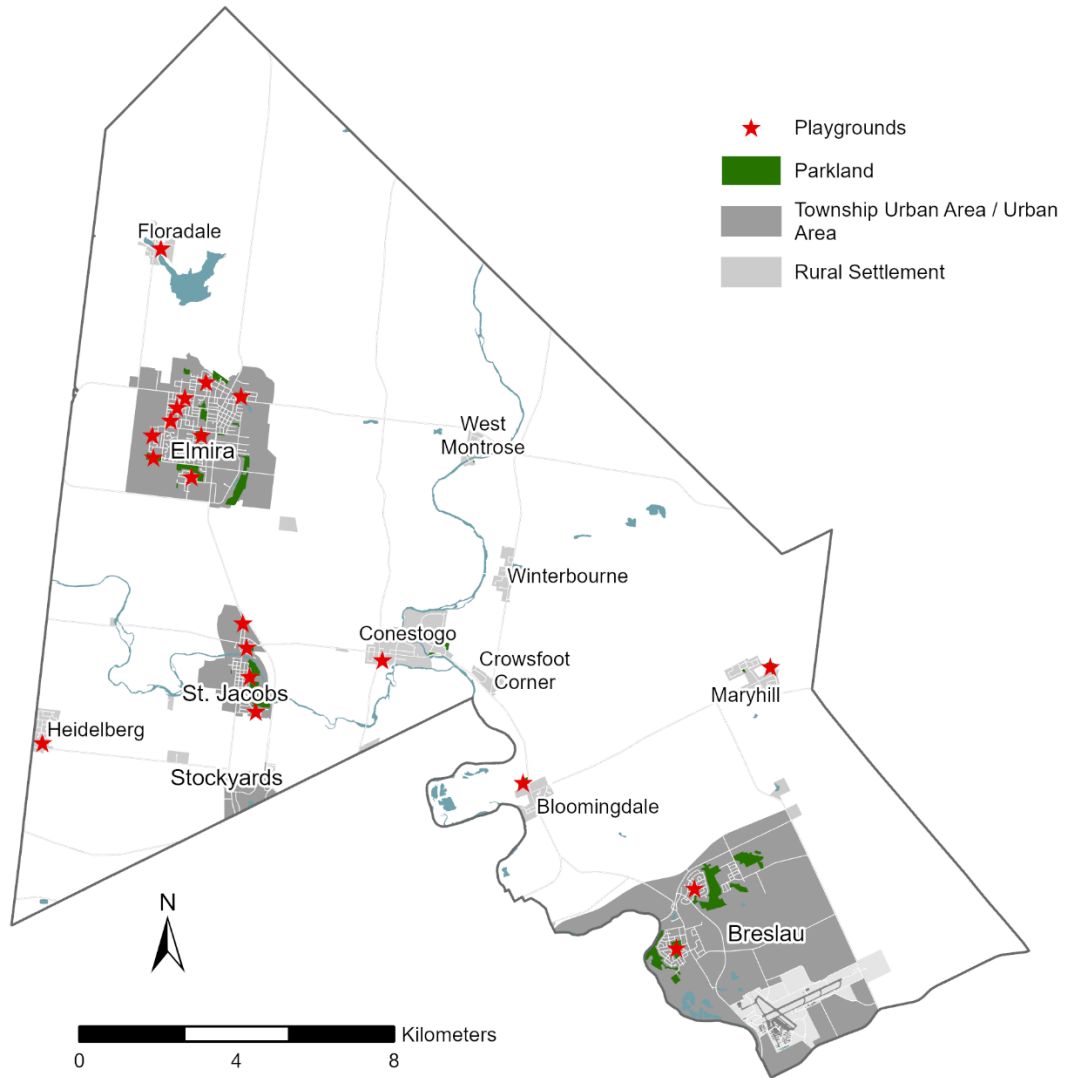 Playgrounds
Parkland
Township Urban Area / Urban
Area
Rural Settlement
Floradale
West
Montrose
Elmira
Winterbourne
Conestogo
Crowsfoot
Corner
St. Jacobs
Maryhill
Heidelberg
Stockyards
Bloomingdale
N
Breslau
Kilometers
0 4 8